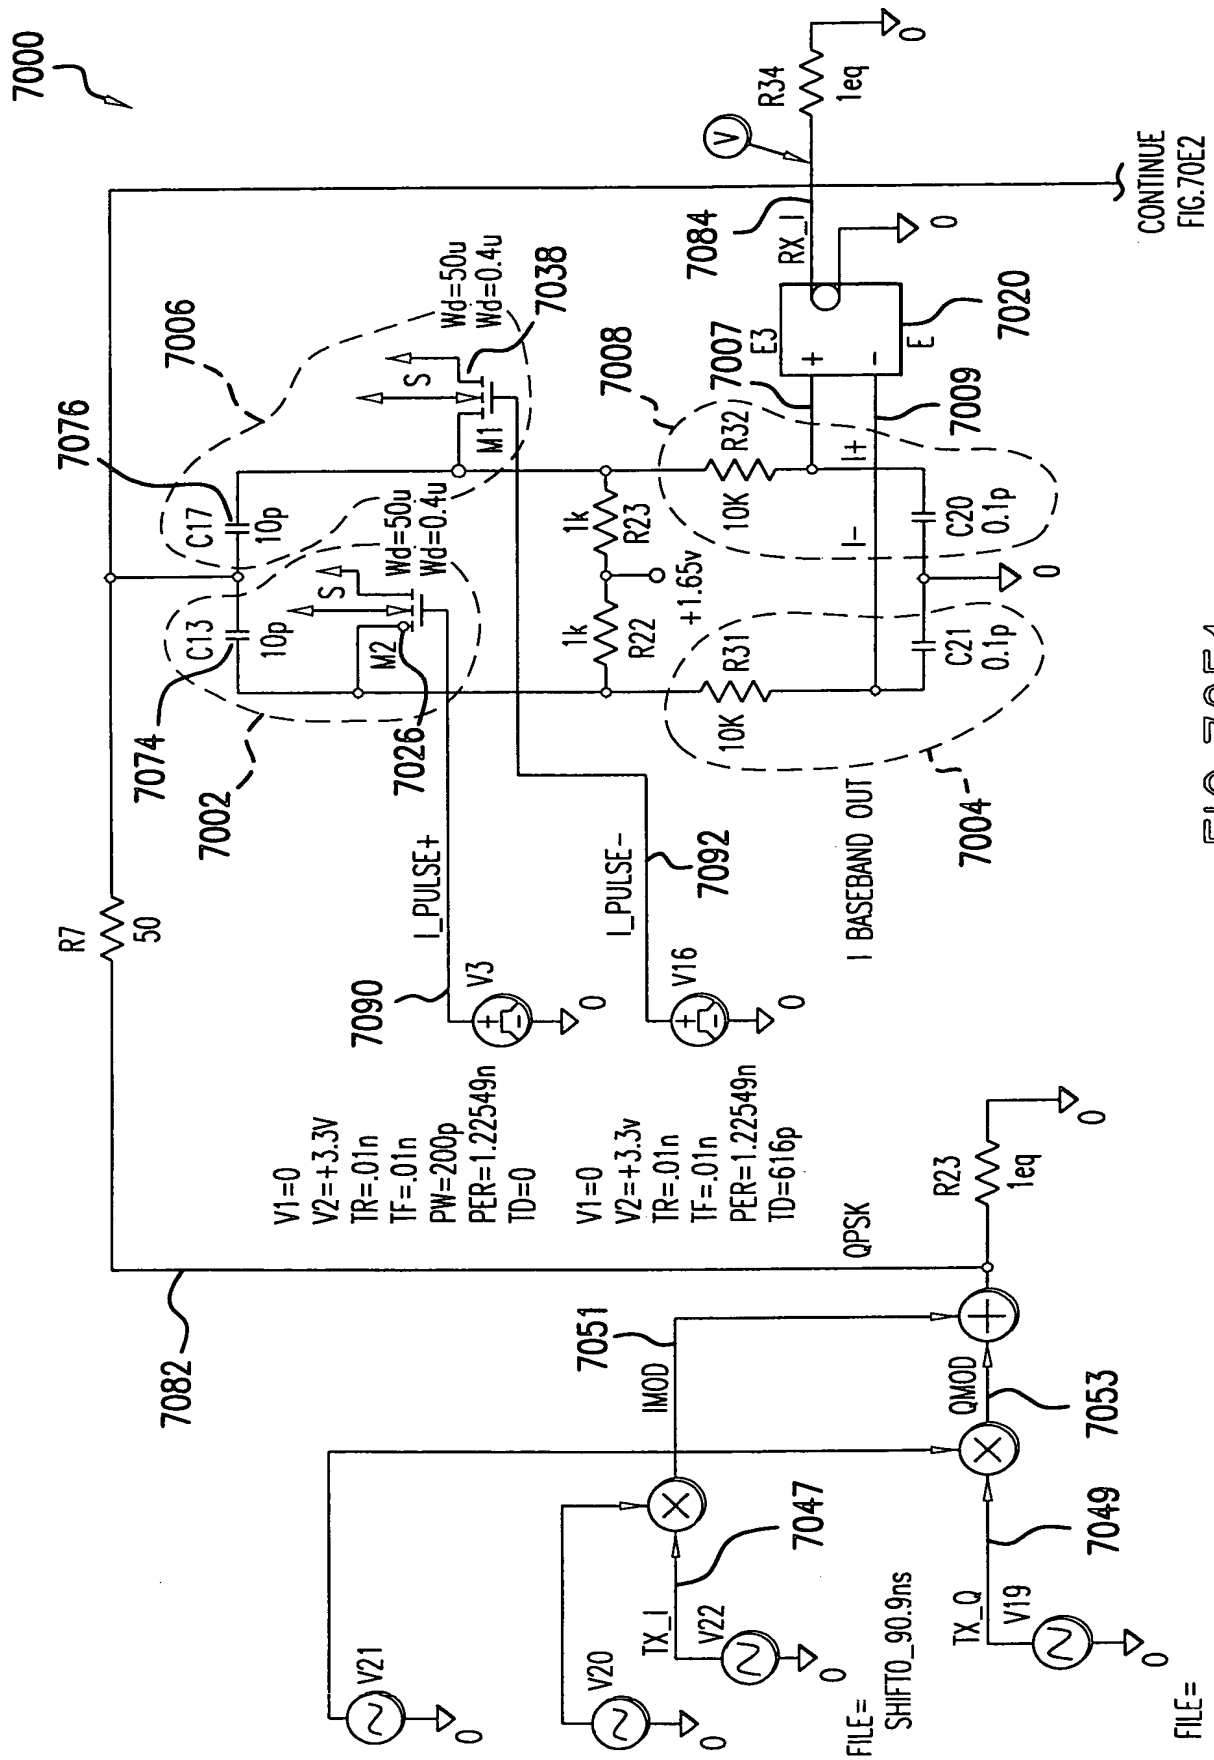 7000
R7
50
7082
7002
7074
C13
10p
7076
C17
10p
7006
Wd=50u
Wd=0.4u
S
M1
7038
Wd=50u
Wd=0.4u
S
M2
7026
I_PULSE+
7090
V3
I_PULSE-
7092
V16
0
0
V1=0
V2=+3.3V
TR=.01n
TF=.01n
PW=200p
PER=1.22549n
TD=0
V1=0
V2=+3.3v
TR=.01n
TF=.01n
PER=1.22549n
TD=616p
1k
R22
1k
R23
+1.65v
10K
R31
10K
R32
7008
7007
I-
I+
7009
C21
0.1p
C20
0.1p
0
7004
I BASEBAND OUT
E3
+
-
E
7020
RX_I
7084
0
V
R34
1eq
0
CONTINUE
FIG.70E2
V21
0
V20
0
TX_I
V22
0
FILE=
SHIFT0_90.9ns
7047
IMOD
7051
TX_Q
V19
0
FILE=
7049
QMOD
7053
QPSK
R23
1eq
0